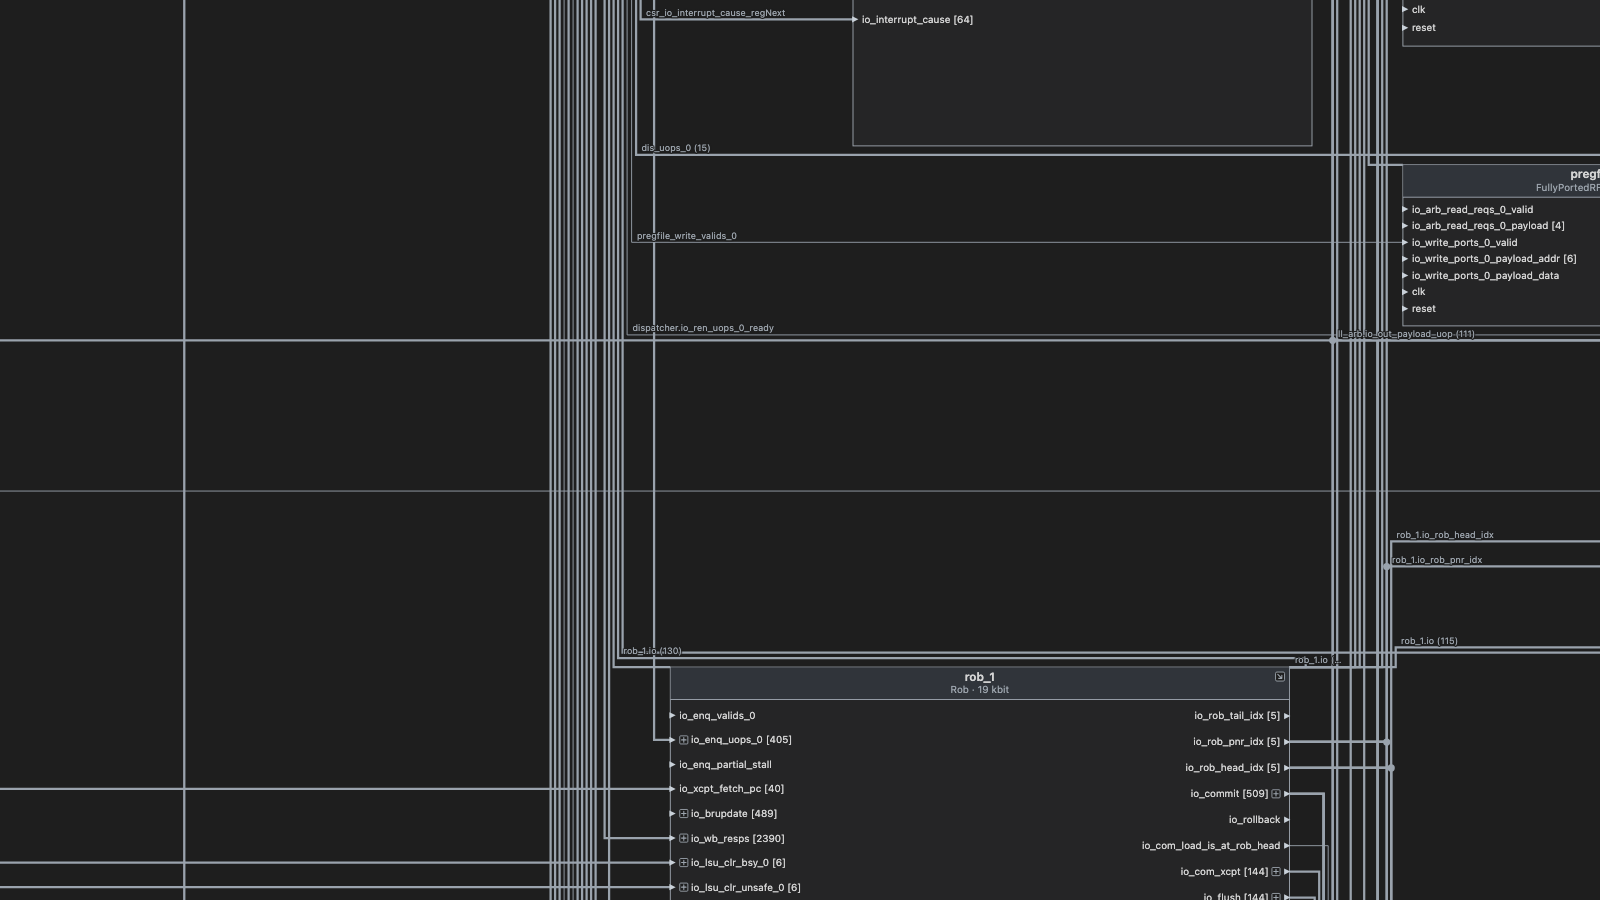 csr_io_interrupt_cause_regNext
io_interrupt_cause [64]
clk
reset
dis_uops_0 (15)
FullyPortedRF
io_arb_read_reqs_0_valid
io_arb_read_reqs_0_payload [4]
pregfile_write_valids_0
io_write_ports_0_valid
io_write_ports_0_payload_addr [6]
io_write_ports_0_payload_data
clk
reset
dispatcher.io_ren_uops_0_ready
ll_arb.io_out_payload_uop (111)
rob_1.io_rob_head_idx
rob_1.io_rob_pnr_idx
rob_1.io (115)
rob_1.io (130)
rob_1.io (...
rob_1
Rob · 19 kbit
io_enq_valids_0
io_enq_uops_0 [405]
io_enq_partial_stall
io_xcpt_fetch_pc [40]
io_brupdate [489]
io_wb_resps [2390]
io_lsu_clr_bsy_0 [6]
io_lsu_clr_unsafe_0 [6]
io_rob_tail_idx [5]
io_rob_pnr_idx [5]
io_rob_head_idx [5]
io_commit [509]
io_rollback
io_com_load_is_at_rob_head
io_com_xcpt [144]
io_flush [144]